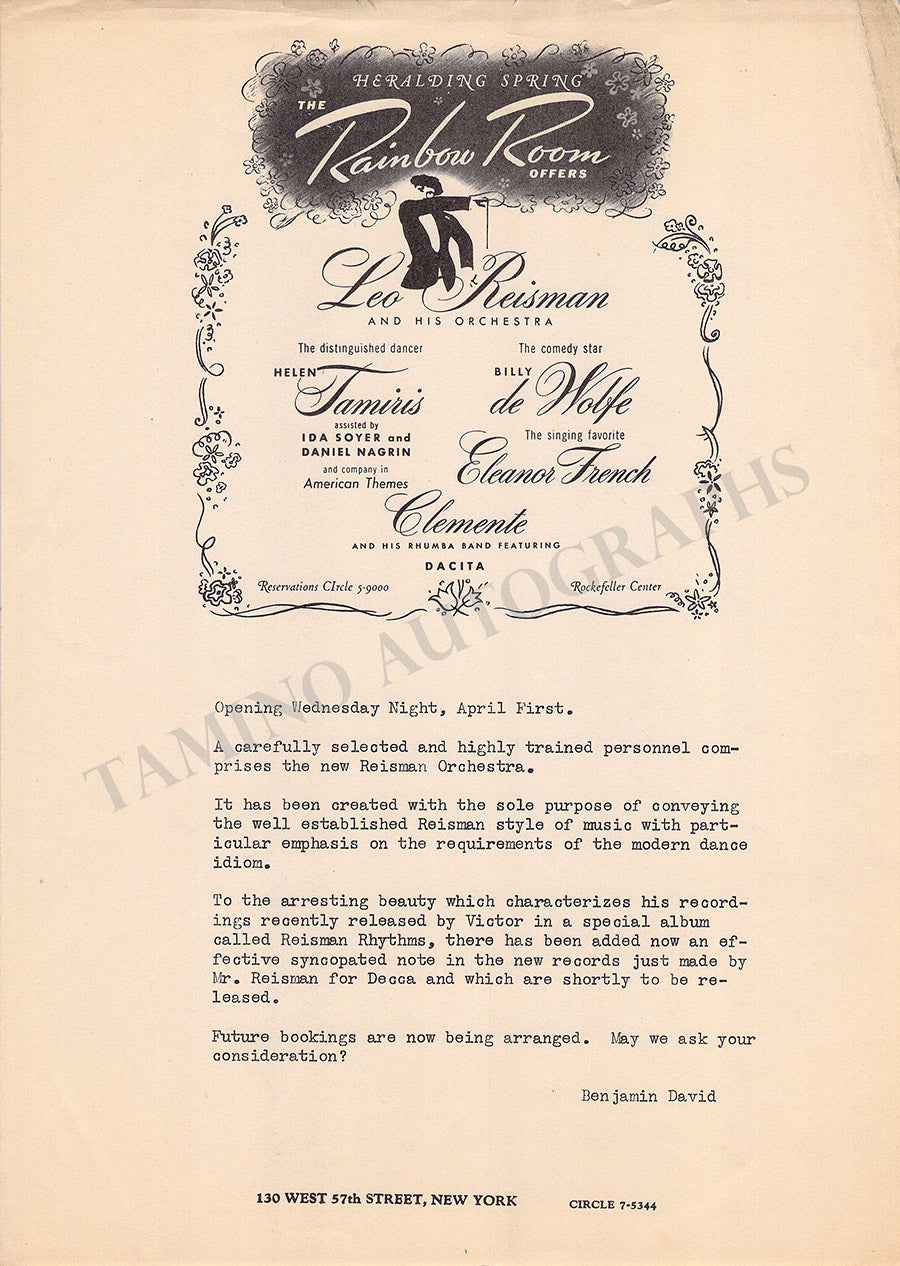 HERALDING SPRING
THE
Rainbow Room
OFFERS
Leo Reisman
AND HIS ORCHESTRA
The distinguished dancer
HELEN Tamiris
assisted by
IDA SOYER and
DANIEL NAGRIN
and company in
American Themes
The comedy star
BILLY
de Wolfe
The singing favorite
Eleanor French
Clemente
AND HIS RHUMBA BAND FEATURING
DACITA
Reservations CIrcle 5-9000
Rockefeller Center
TAMINO AUTOGRAPHS
Opening Wednesday Night, April First.
A carefully selected and highly trained personnel com-
prises the new Reisman Orchestra.
It has been created with the sole purpose of conveying
the well established Reisman style of music with part-
icular emphasis on the requirements of the modern dance
idiom.
To the arresting beauty which characterizes his record-
ings recently released by Victor in a special album
called Reisman Rhythms, there has been added now an ef-
fective syncopated note in the new records just made by
Mr. Reisman for Decca and which are shortly to be re-
leased.
Future bookings are now being arranged. May we ask your
consideration?
Benjamin David
130 WEST 57th STREET, NEW YORK
CIRCLE 7-5344